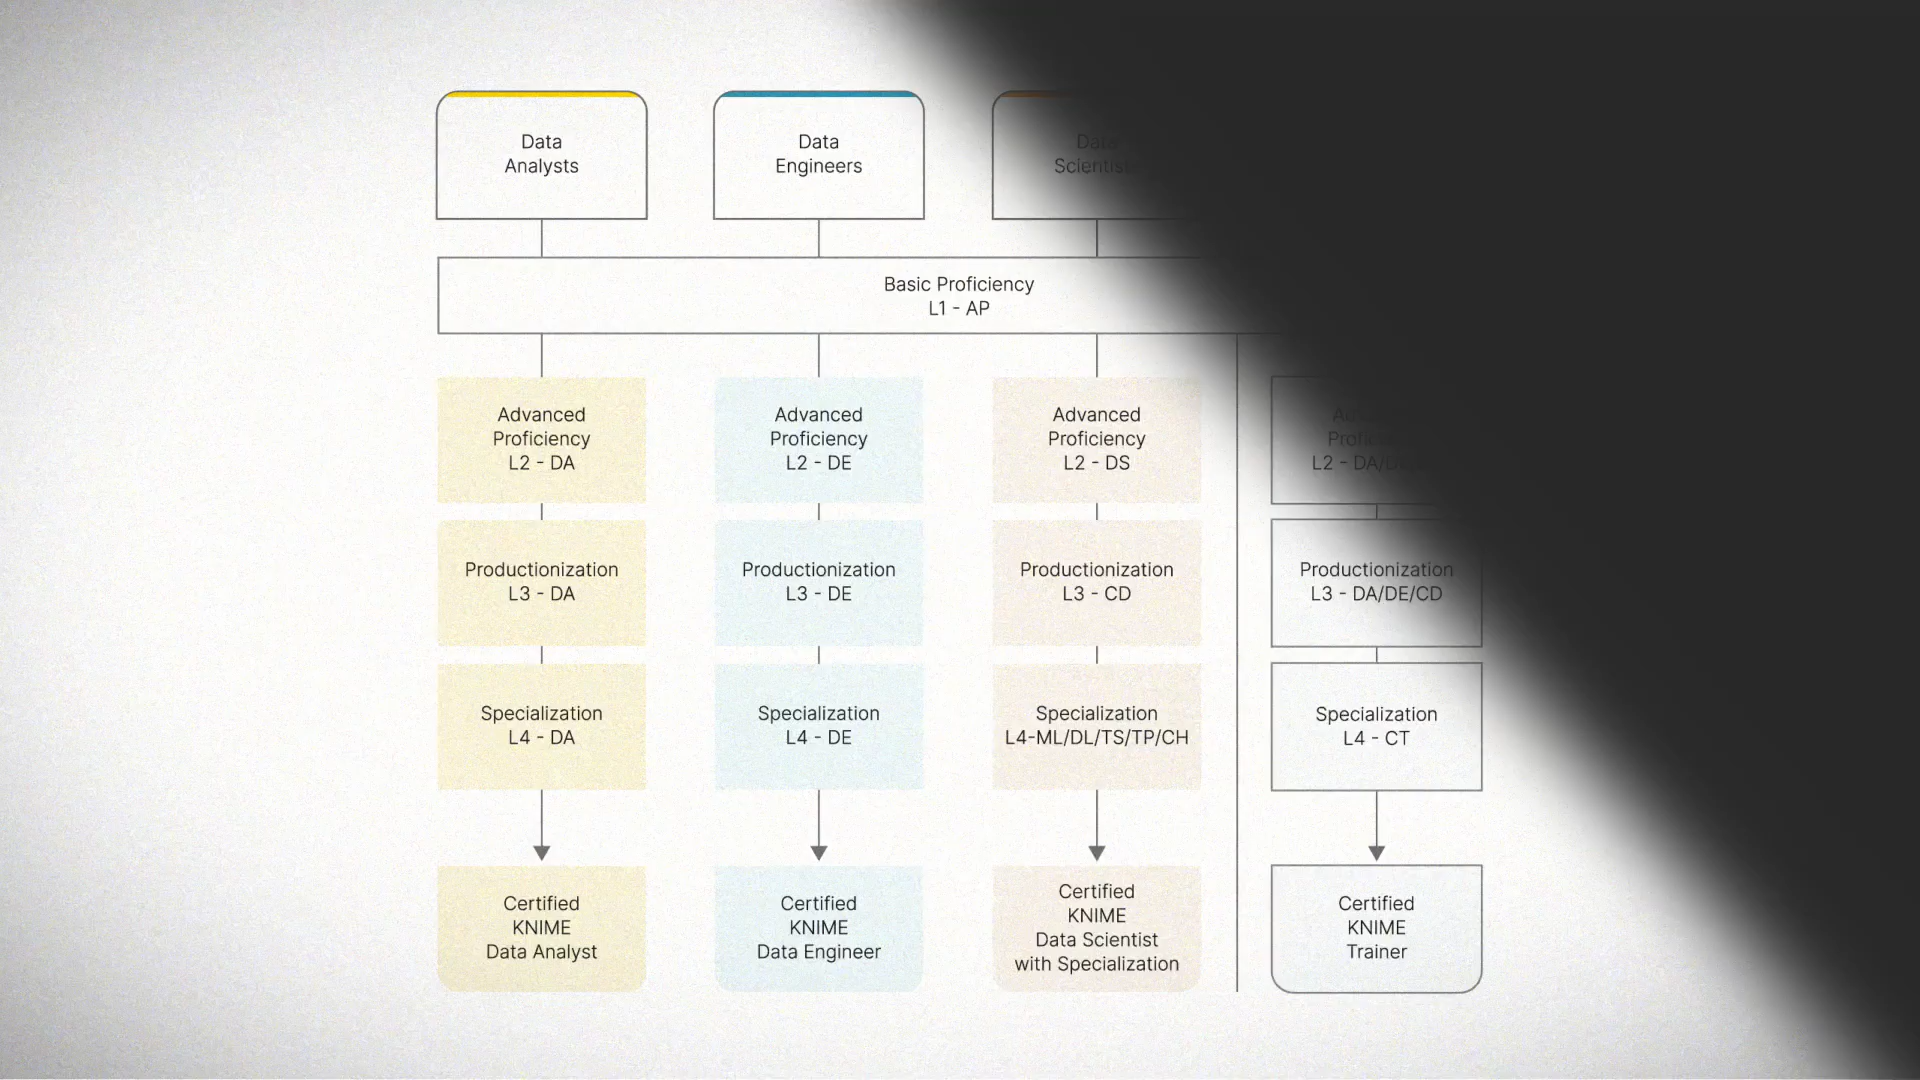 Data
Analysts
Data
Engineers
Data
Scientists
Basic Proficiency
L1 - AP
Advanced
Proficiency
L2 - DA
Advanced
Proficiency
L2 - DE
Advanced
Proficiency
L2 - DS
L2 - DA/
Productionization
L3 - DA
Productionization
L3 - DE
Productionization
L3 - CD
Productionization
L3 - DA/DE/CD
Specialization
L4 - DA
Specialization
L4 - DE
Specialization
L4-ML/DL/TS/TP/CH
Specialization
L4 - CT
Certified
KNIME
Data Analyst
Certified
KNIME
Data Engineer
Certified
KNIME
Data Scientist
with Specialization
Certified
KNIME
Trainer